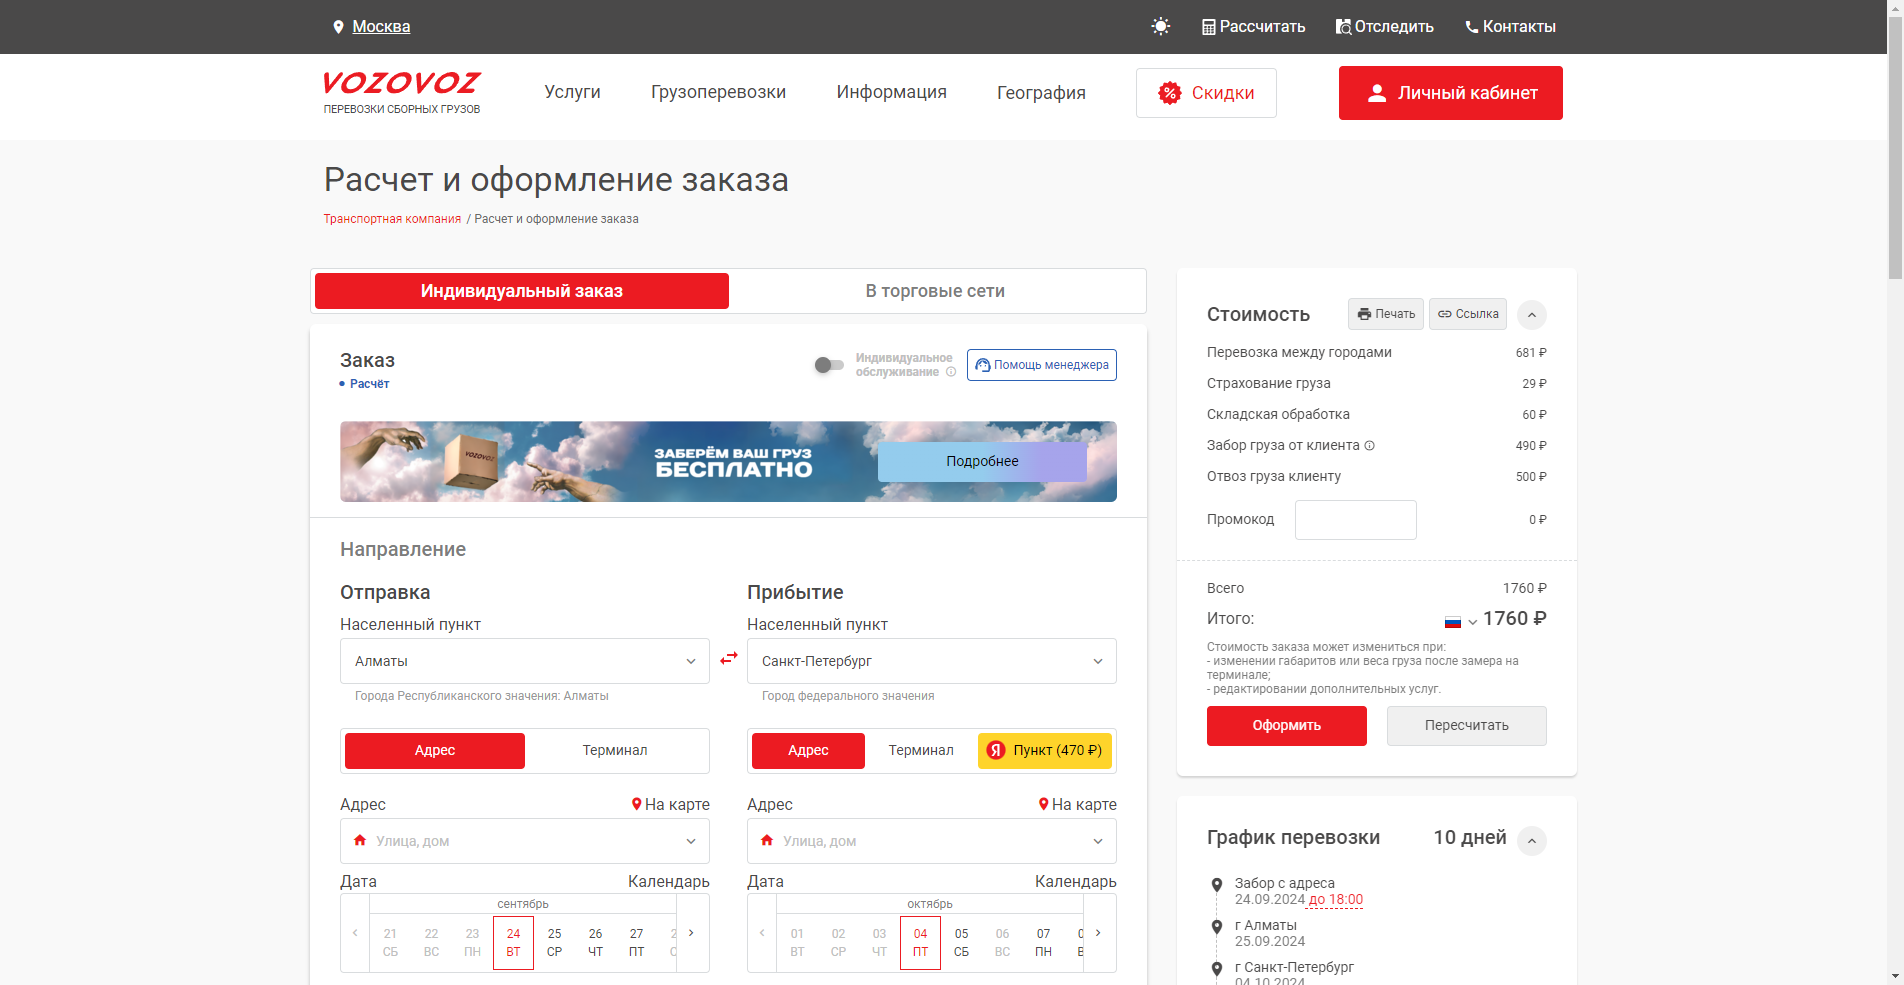 Москва
Рассчитать
Отследить
Контакты
VOZOVOZ
ПЕРЕВОЗКИ СБОРНЫХ ГРУЗОВ
Услуги
Грузоперевозки
Информация
География
Скидки
Личный кабинет
Расчет и оформление заказа
Транспортная компания / Расчет и оформление заказа
Индивидуальный заказ
В торговые сети
Заказ
Расчёт
Индивидуальное
обслуживание
Помощь менеджера
VOZOVOZ
ЗАБЕРЁМ ВАШ ГРУЗ
БЕСПЛАТНО
Подробнее
Направление
Отправка
Населенный пункт
Алматы
Города Республиканского значения: Алматы
Адрес
Терминал
Адрес
На карте
Улица, дом
Дата
Календарь
сентябрь
21 22 23 24 25 26 27 2
СБ ВС ПН ВТ СР ЧТ ПТ С
Прибытие
Населенный пункт
Санкт-Петербург
Город федерального значения
Адрес
Терминал
Я Пункт (470 ₽)
Адрес
На карте
Улица, дом
Дата
Календарь
октябрь
01 02 03 04 05 06 07 0
ВТ СР ЧТ ПТ СБ ВС ПН В
Стоимость
Печать
Ссылка
Перевозка между городами 681 ₽
Страхование груза 29 ₽
Складская обработка 60 ₽
Забор груза от клиента 490 ₽
Отвоз груза клиенту 500 ₽
Промокод 0 ₽
Всего 1760 ₽
Итого: 1760 ₽
Стоимость заказа может измениться при:
- изменении габаритов или веса груза после замера на
терминале;
- редактировании дополнительных услуг.
Оформить
Пересчитать
График перевозки 10 дней
Забор с адреса
24.09.2024 до 18:00
г Алматы
25.09.2024
г Санкт-Петербург
04.10.2024